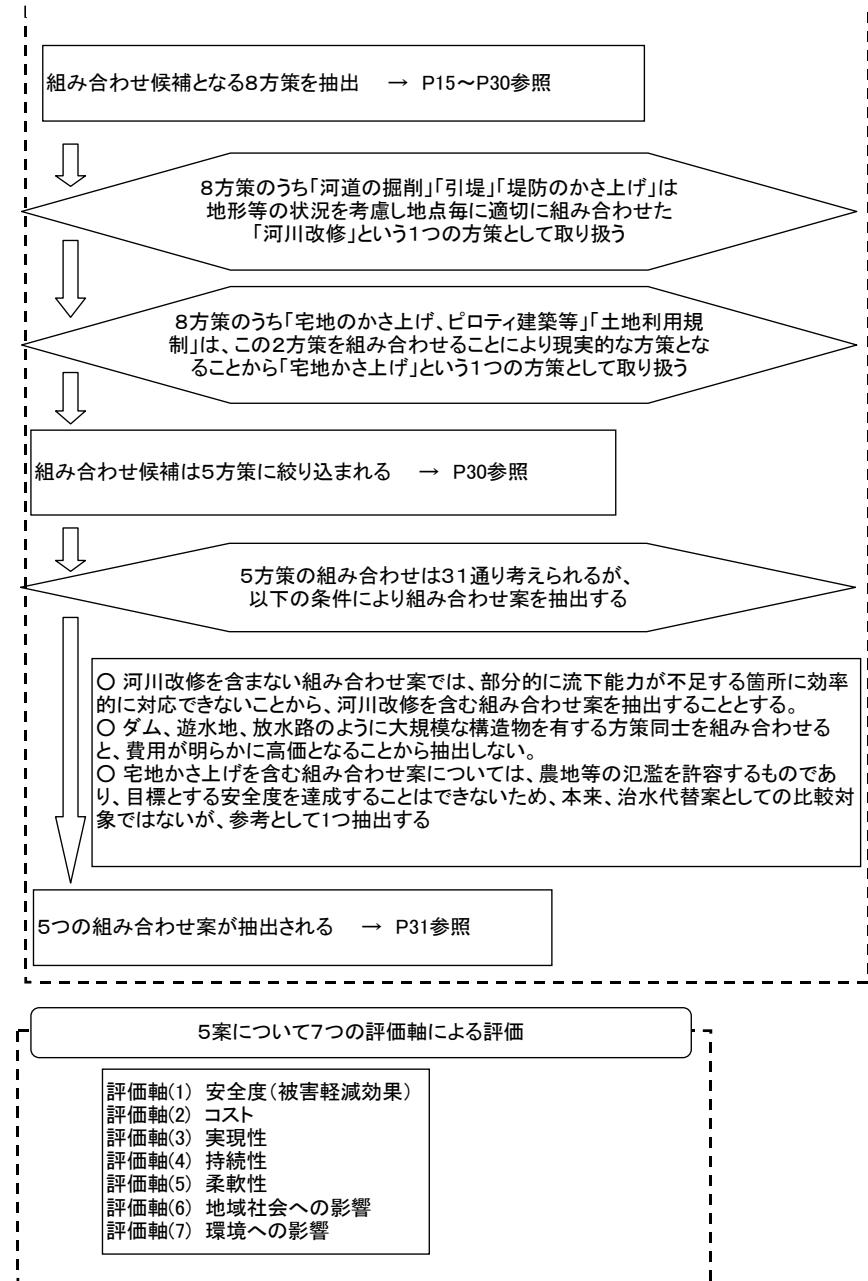 組み合わせ候補となる８方策を抽出　→　P15～P30参照
８方策のうち「河道の掘削」「引堤」「堤防のかさ上げ」は
地形等の状況を考慮し地点毎に適切に組み合わせた
「河川改修」という１つの方策として取り扱う
８方策のうち「宅地のかさ上げ、ピロティ建築等」「土地利用規
制」は、この２方策を組み合わせることにより現実的な方策とな
ることから「宅地かさ上げ」という１つの方策として取り扱う
組み合わせ候補は５方策に絞り込まれる　→　P30参照
５方策の組み合わせは３１通り考えられるが、
以下の条件により組み合わせ案を抽出する
○ 河川改修を含まない組み合わせ案では、部分的に流下能力が不足する箇所に効率
的に対応できないことから、河川改修を含む組み合わせ案を抽出することとする。
○ ダム、遊水地、放水路のように大規模な構造物を有する方策同士を組み合わせる
と、費用が明らかに高価となることから抽出しない。
○ 宅地かさ上げを含む組み合わせ案については、農地等の氾濫を許容するものであ
り、目標とする安全度を達成することはできないため、本来、治水代替案としての比較対
象ではないが、参考として1つ抽出する
５つの組み合わせ案が抽出される　→　P31参照
５案について７つの評価軸による評価
評価軸(1)　安全度（被害軽減効果）
評価軸(2)　コスト
評価軸(3)　実現性
評価軸(4)　持続性
評価軸(5)　柔軟性
評価軸(6)　地域社会への影響
評価軸(7)　環境への影響